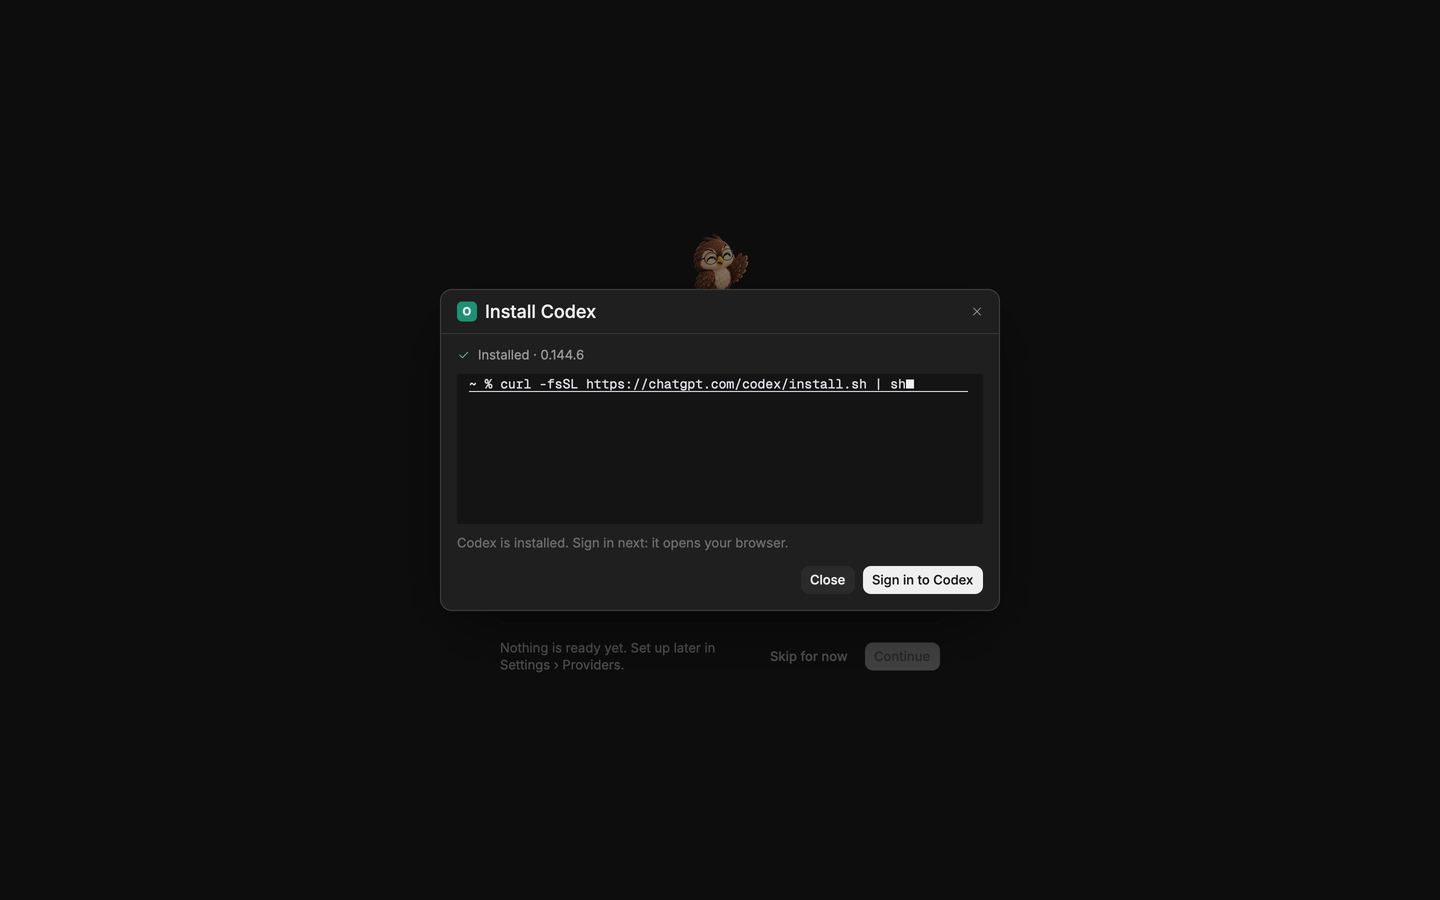 O Install Codex
Installed · 0.144.6
~ % curl -fsSL https://chatgpt.com/codex/install.sh | sh
Codex is installed. Sign in next: it opens your browser.
Close
Sign in to Codex
Nothing is ready yet. Set up later in
Settings › Providers.
Skip for now
Continue